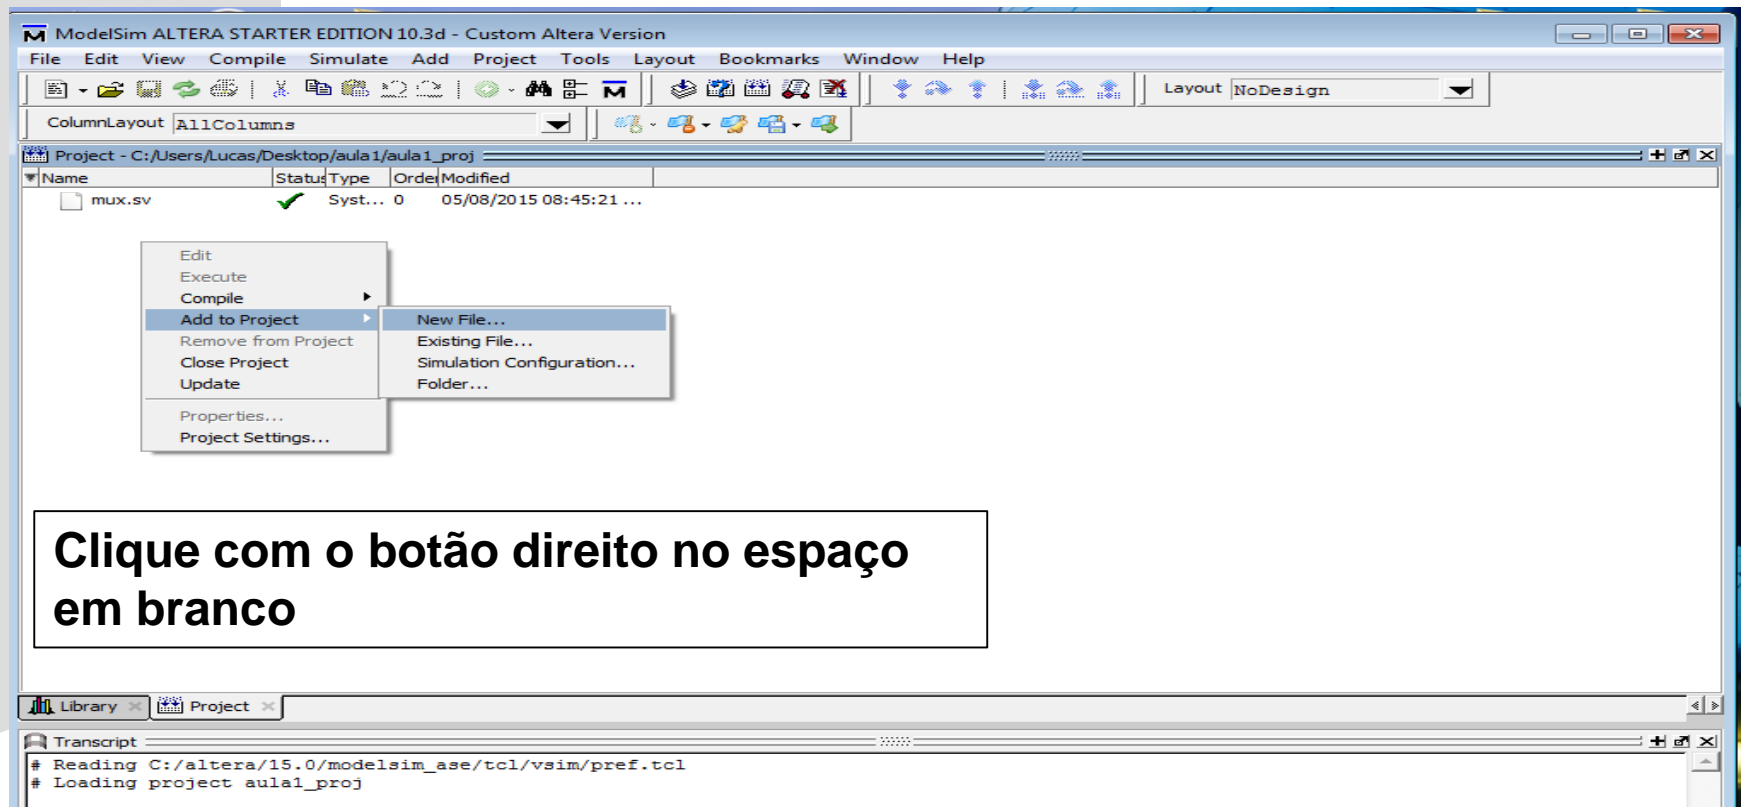 ModelSim ALTERA STARTER EDITION 10.3d - Custom Altera Version
File Edit View Compile Simulate Add Project Tools Layout Bookmarks Window Help
Layout NoDesign
ColumnLayout AllColumns
Project - C:/Users/Lucas/Desktop/aula1/aula1_proj
Name Status Type Order Modified
mux.sv Syst... 0 05/08/2015 08:45:21 ...
Edit
Execute
Compile
Add to Project New File...
Remove from Project Existing File...
Close Project Simulation Configuration...
Update Folder...
Properties...
Project Settings...
Clique com o botão direito no espaço
em branco
Library Project
Transcript
# Reading C:/altera/15.0/modelsim_ase/tcl/vsim/pref.tcl
# Loading project aula1_proj